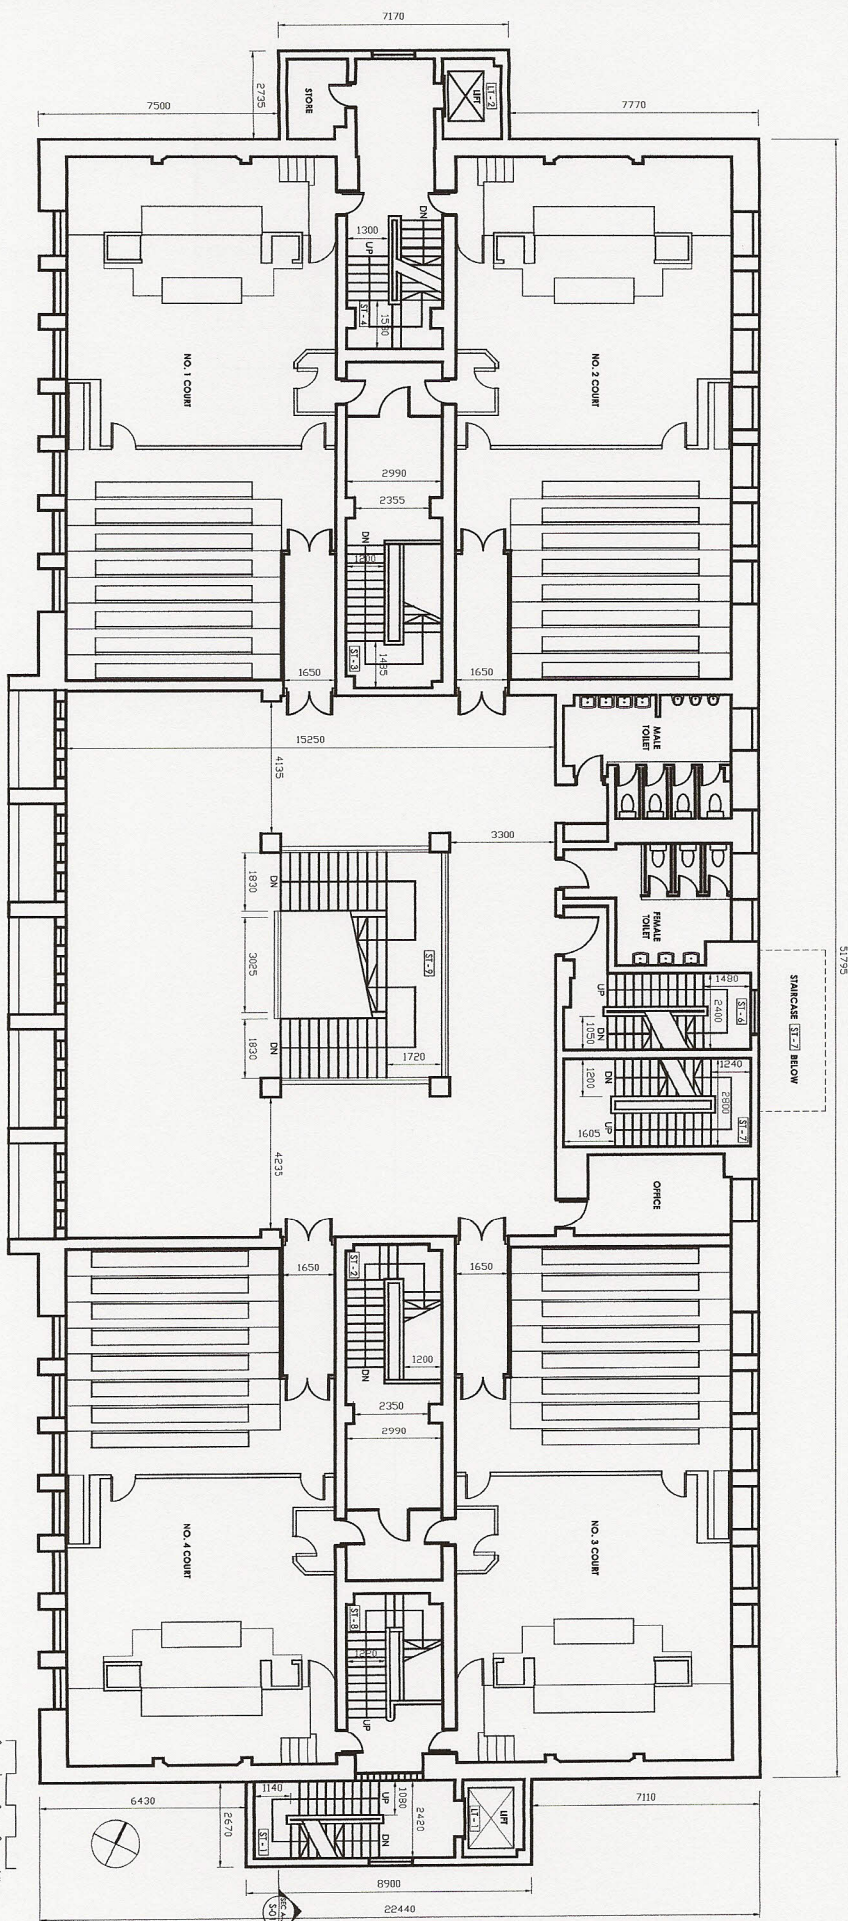 7170
2735
7500
7770
STORE
LIFT
LT-2
DN
1300
UP
ST-4
NO. 1 COURT
NO. 2 COURT
2990
2355
DN
1200
ST-3
1495
1650
1650
51795
MALE
TOILET
15250
4135
3300
1830
DN
3025
ST-9
FEMALE
TOILET
1480
ST-6
UP
2400
DN
1050
STAIRCASE ST-7 BELOW
1830
DN
1720
DN
1200
1240
2800
1605
UP
ST-7
4235
OFFICE
1650
1650
ST-2
1200
DN
2350
2990
NO. 4 COURT
NO. 3 COURT
ST-8
1220
UP
6430
2670
1140
UP
1080
2420
DN
ST-1
LIFT
LT-1
7110
8900
22440